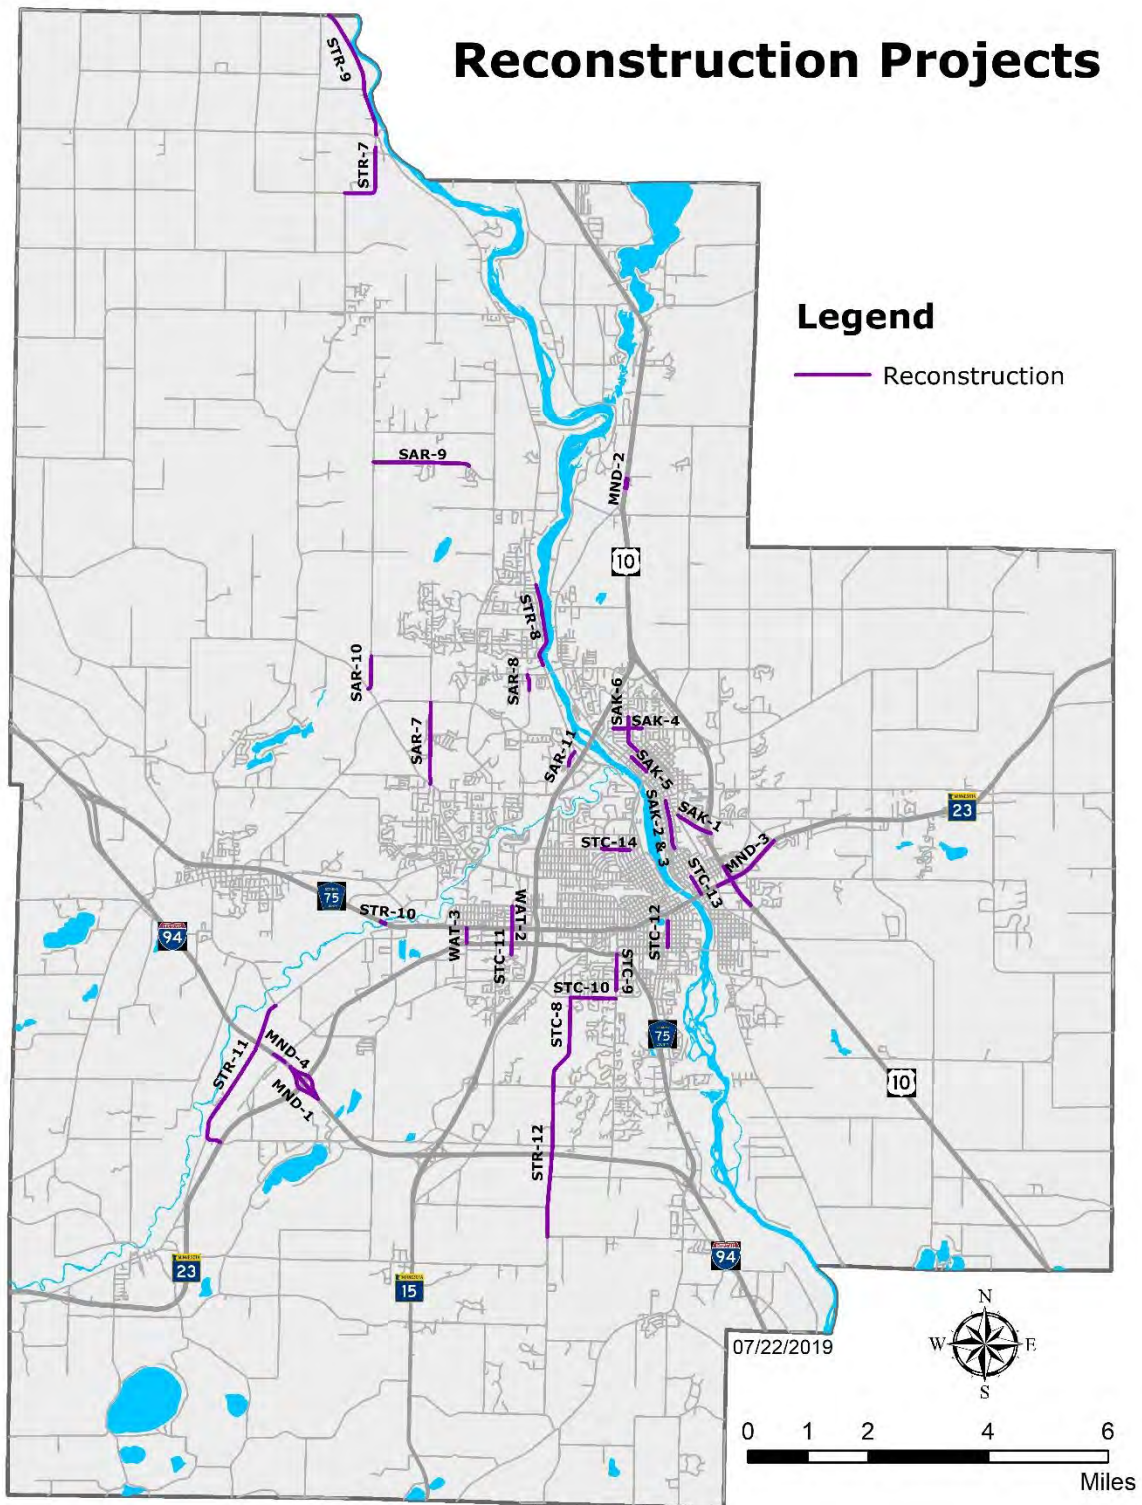 Reconstruction Projects
STR-9
STR-7
Legend
Reconstruction
SAR-9
MND-2
10
STR-8
SAR-10
SAR-8
SAK-6
SAK-4
SAR-7
SAR-11
SAK-5
SAK-2 & 3
SAK-1
MINNESOTA
23
STC-14
MND-3
STC-13
75
STR-10
WAT-3
WAT-2
STC-11
STC-12
94
STC-9
STC-10
STC-8
75
STR-11
MND-4
MND-1
10
STR-12
MINNESOTA
23
94
MINNESOTA
15
07/22/2019
N
W E
S
0 1 2 4 6
Miles